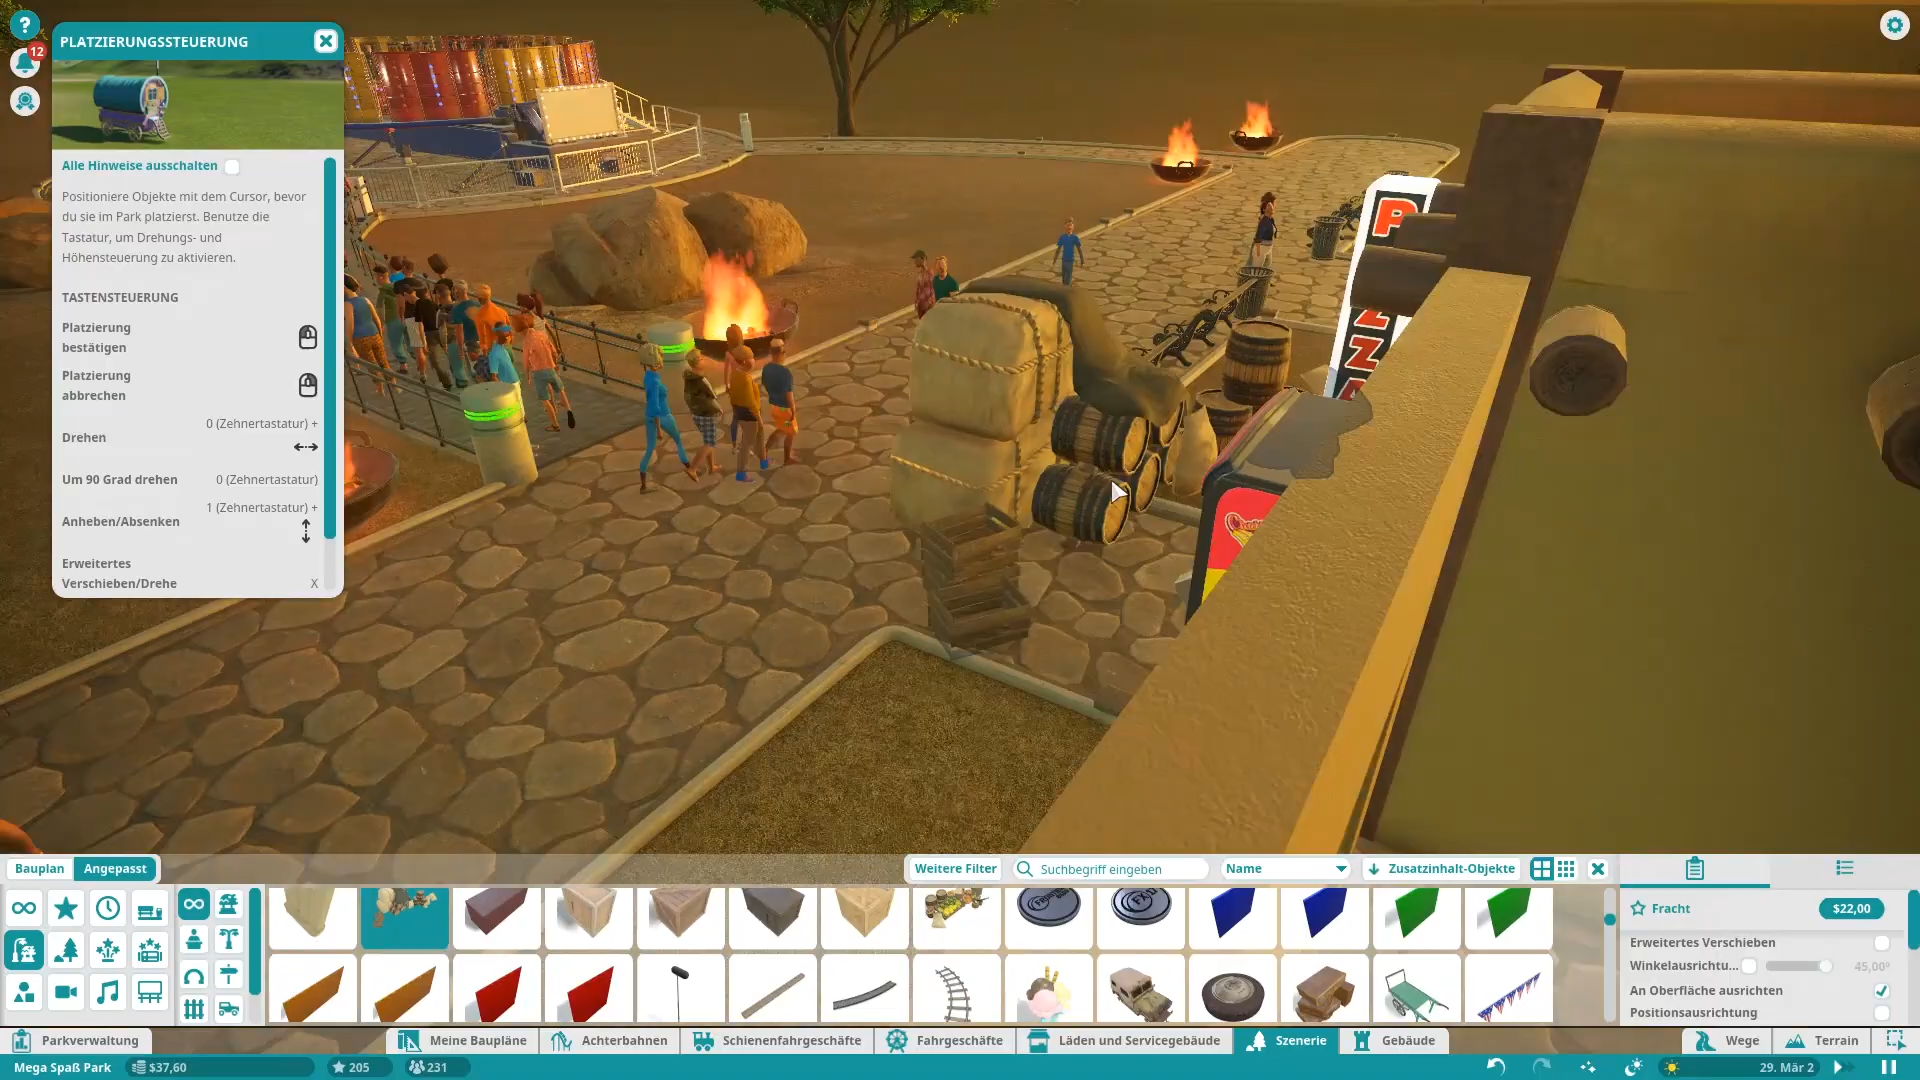 ?
PLATZIERUNGSSTEUERUNG
12
Alle Hinweise ausschalten
Positioniere Objekte mit dem Cursor, bevor
du sie im Park platzierst. Benutze die
Tastatur, um Drehungs- und
Höhensteuerung zu aktivieren.
TASTENSTEUERUNG
Platzierung
bestätigen
Platzierung
abbrechen
0 (Zehnertastatur) +
Drehen
Um 90 Grad drehen 0 (Zehnertastatur)
1 (Zehnertastatur) +
Anheben/Absenken
Erweitertes
Verschieben/Drehe X
P
ZZA
Bauplan Angepasst
Weitere Filter Suchbegriff eingeben Name Zusatzinhalt-Objekte
Fracht $22,00
Erweitertes Verschieben
Winkelausrichtu... 45,00°
An Oberfläche ausrichten
Positionsausrichtung
Parkverwaltung Meine Baupläne Achterbahnen Schienenfahrgeschäfte Fahrgeschäfte Läden und Servicegebäude Szenerie Gebäude Wege Terrain
Mega Spaß Park $37,60 205 231 29. Mär 2